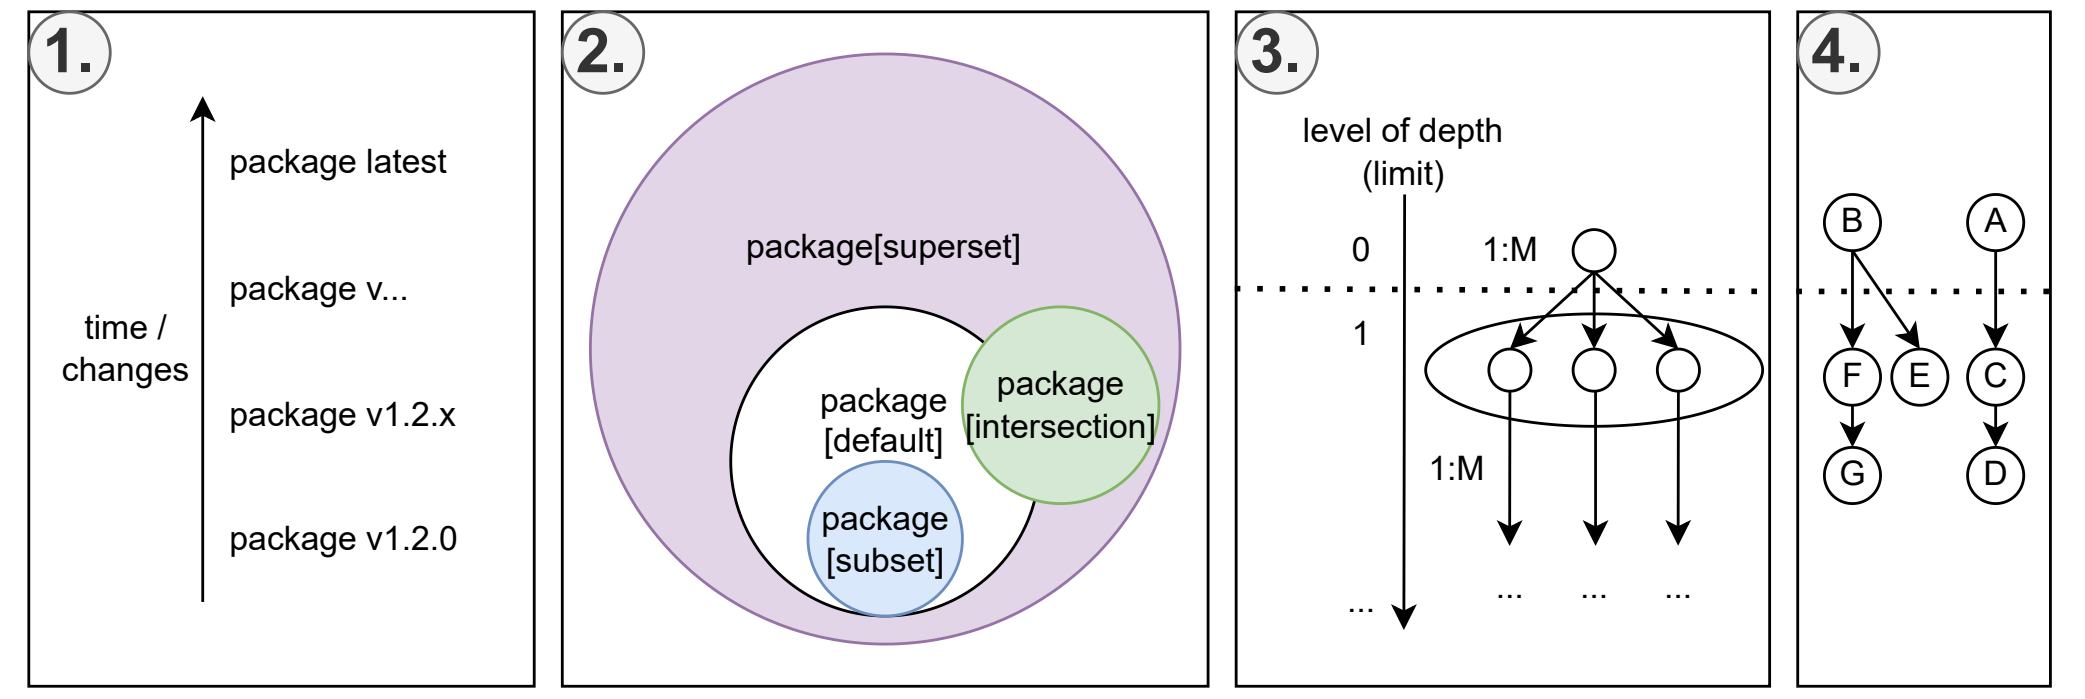 1.
package latest
package v...
time /
changes
package v1.2.x
package v1.2.0
2.
package[superset]
package
[default]
package
[intersection]
package
[subset]
3.
level of depth
(limit)
0
1:M
1
1:M
...
...
...
...
4.
B
A
F
E
C
G
D